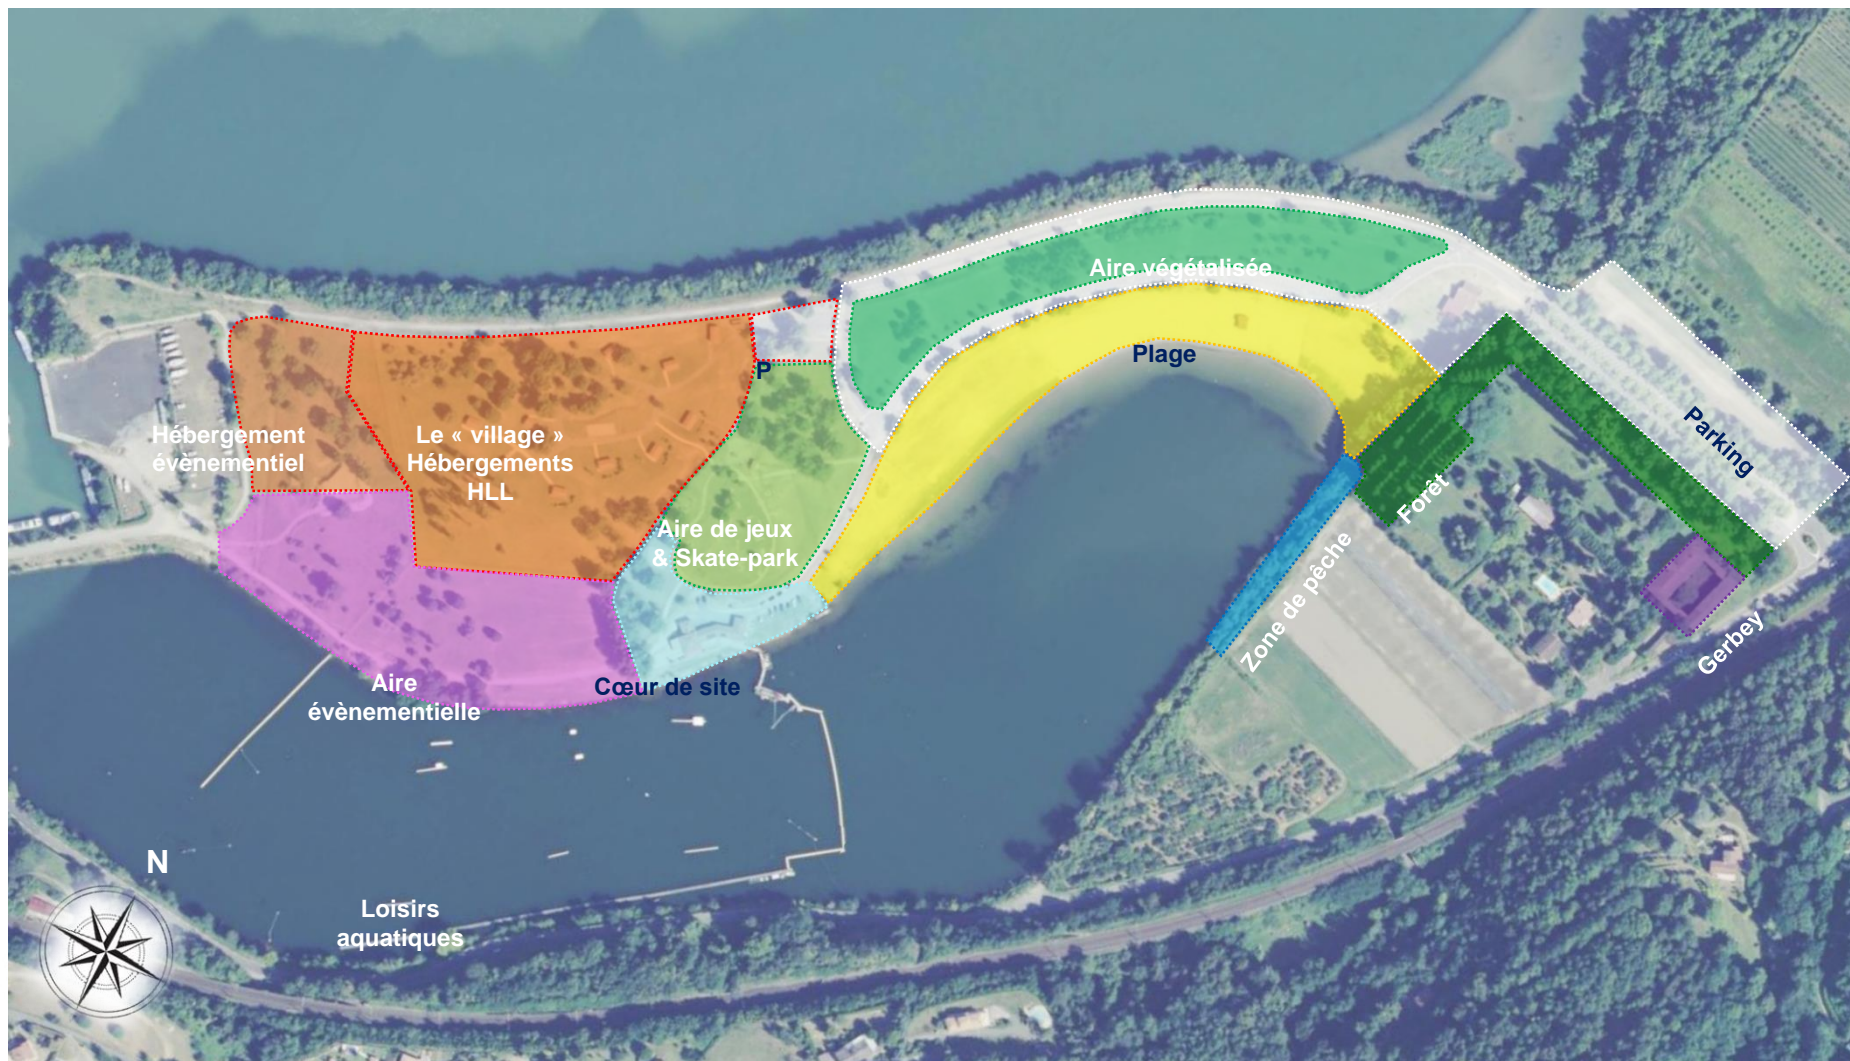 Aire végétalisée
Plage
P
Parking
Hébergement
évènementiel
Le « village »
Hébergements
HLL
Forêt
Aire de jeux
& Skate-park
Zone de pêche
Gerbey
Aire
évènementielle
Cœur de site
N
Loisirs
aquatiques